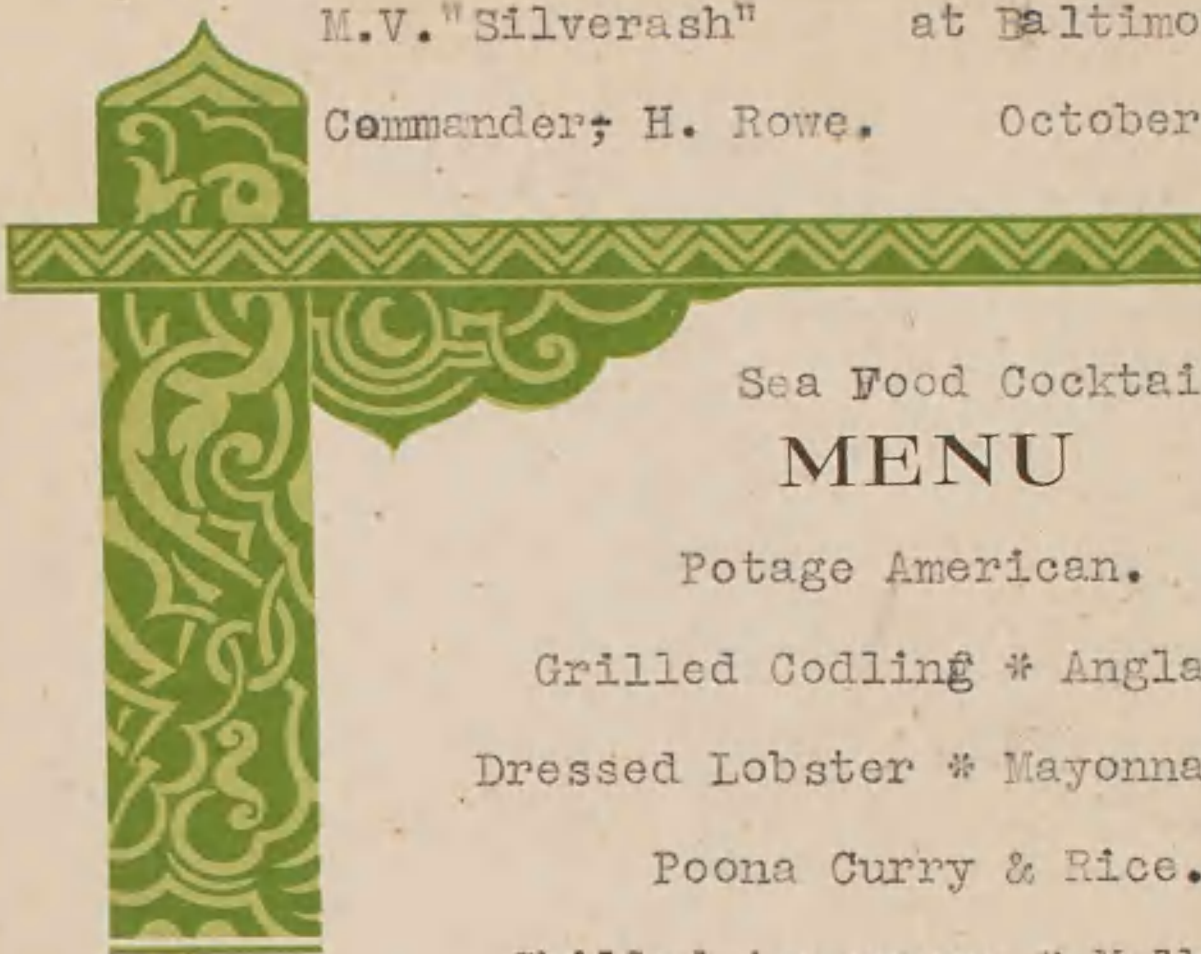 M.V."Silverash" at Baltimo
Commander; H. Rowe. October
Sea Food Cocktai
MENU
Potage American.
Grilled Codling * Angla
Dressed Lobster * Mayonna
Poona Curry & Rice.